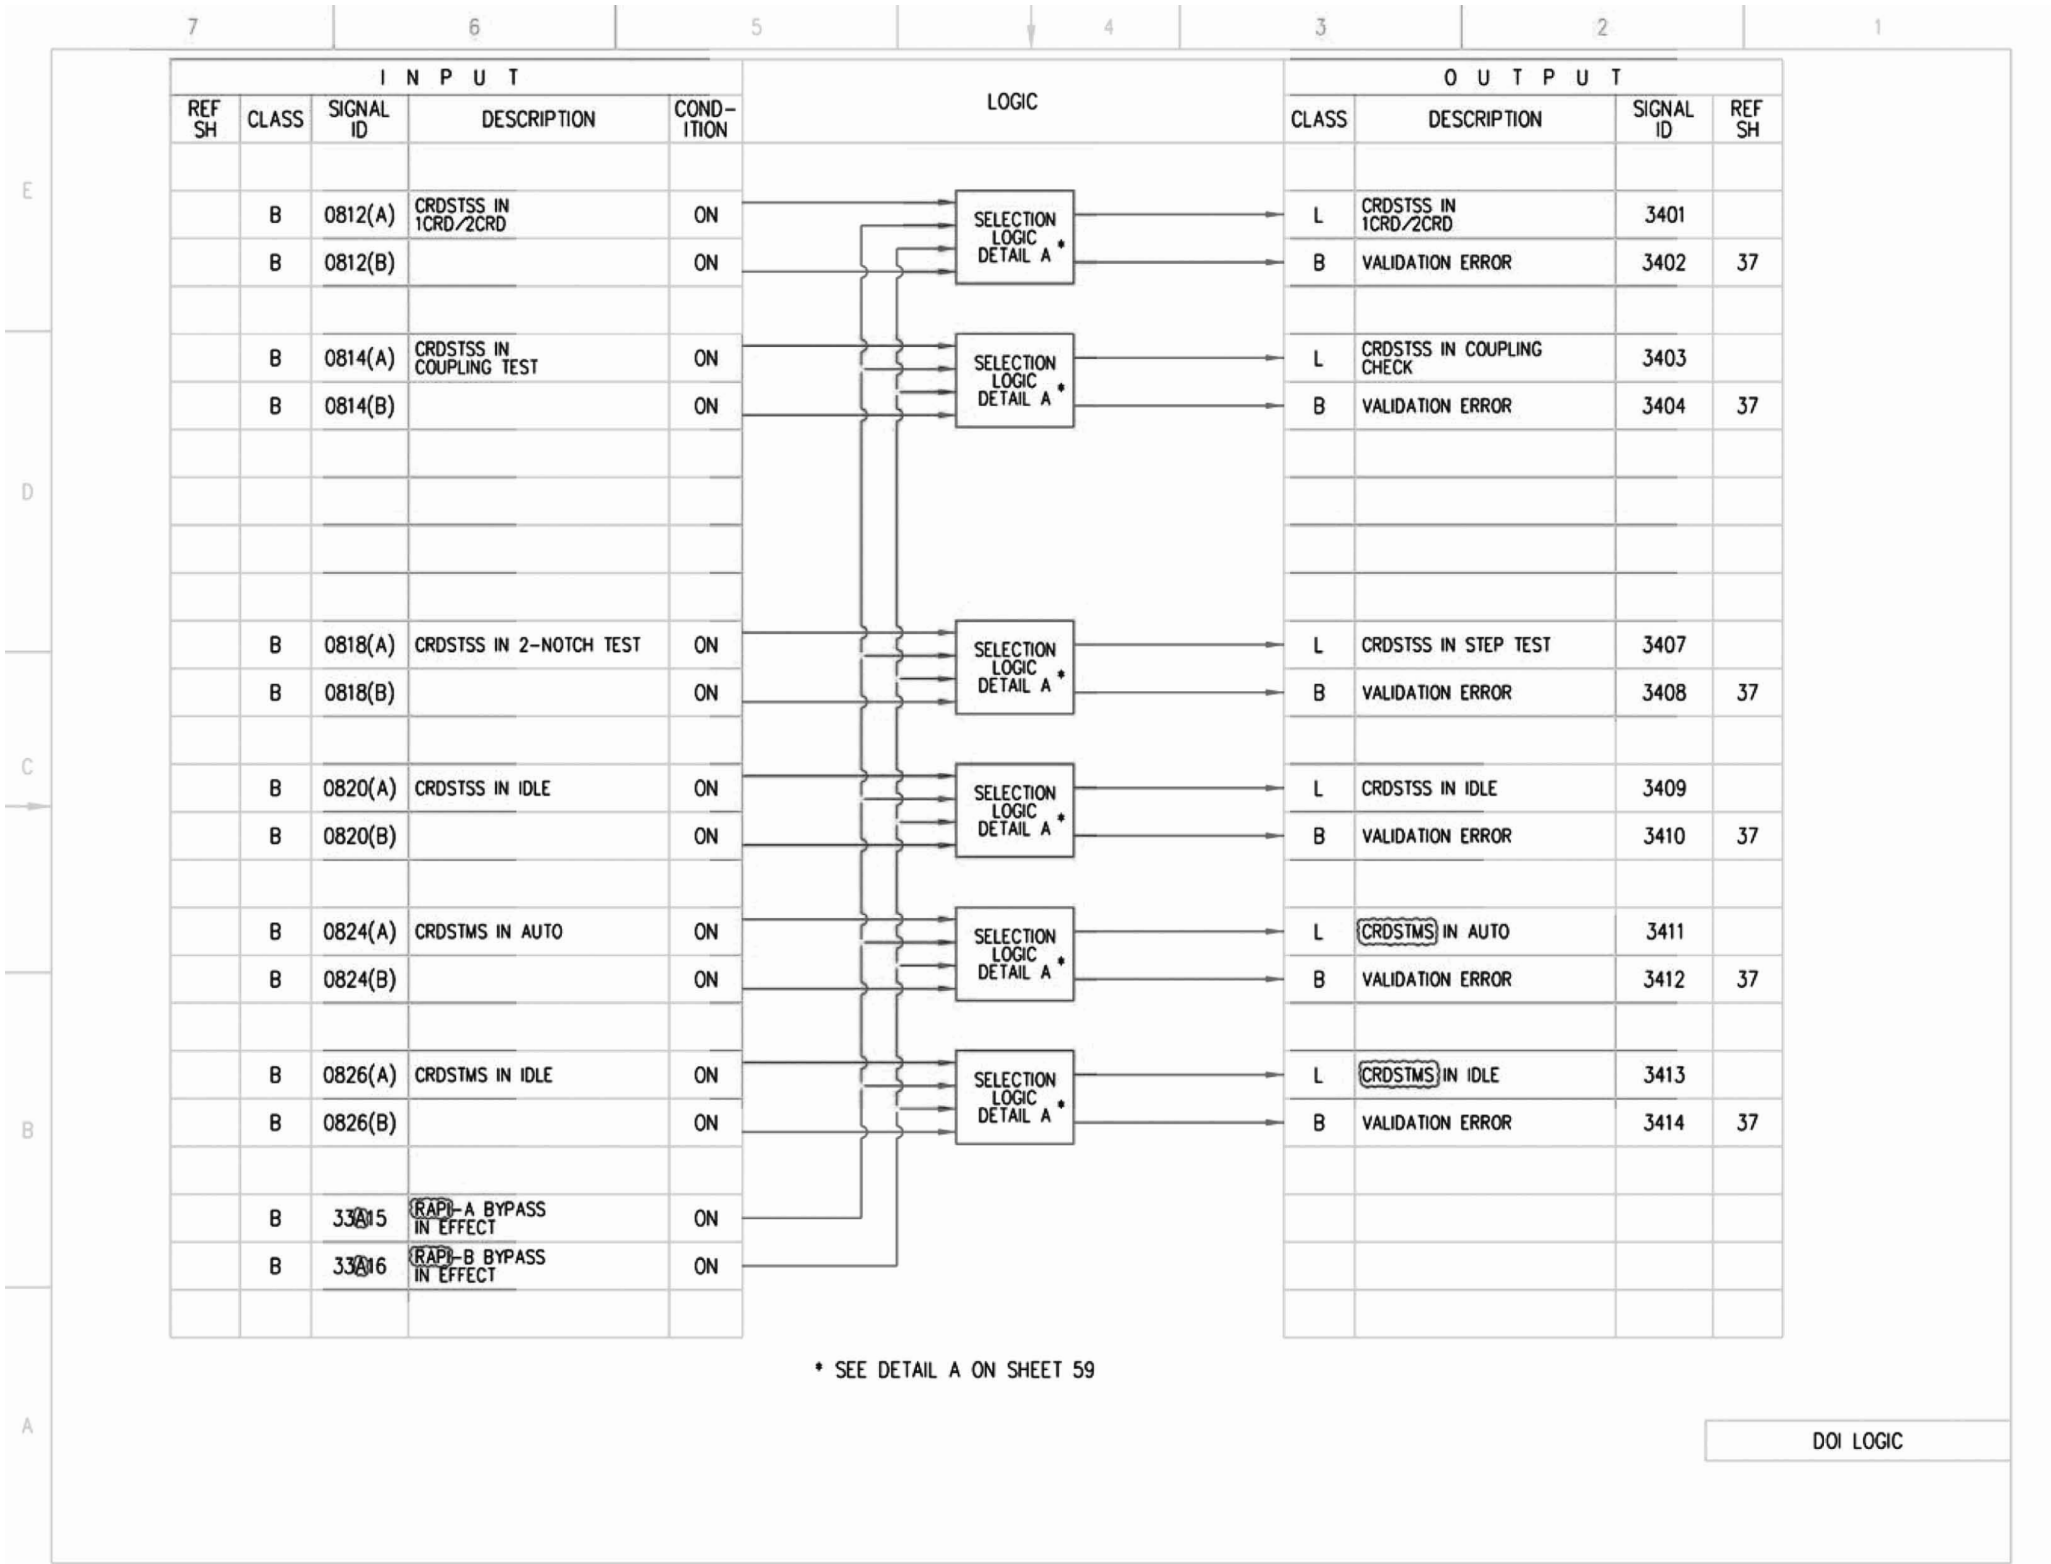 7 6 5 4 3 2 1
I N P U T
LOGIC
O U T P U T
REF SH CLASS SIGNAL ID DESCRIPTION COND-ITION CLASS DESCRIPTION SIGNAL ID REF SH
E
B 0812(A) CRDSTSS IN 1CRD/2CRD ON SELECTION LOGIC DETAIL A * L CRDSTSS IN 1CRD/2CRD 3401
B 0812(B) ON B VALIDATION ERROR 3402 37
B 0814(A) CRDSTSS IN COUPLING TEST ON SELECTION LOGIC DETAIL A * L CRDSTSS IN COUPLING CHECK 3403
B 0814(B) ON B VALIDATION ERROR 3404 37
D
B 0818(A) CRDSTSS IN 2-NOTCH TEST ON SELECTION LOGIC DETAIL A * L CRDSTSS IN STEP TEST 3407
B 0818(B) ON B VALIDATION ERROR 3408 37
C
B 0820(A) CRDSTSS IN IDLE ON SELECTION LOGIC DETAIL A * L CRDSTSS IN IDLE 3409
B 0820(B) ON B VALIDATION ERROR 3410 37
B 0824(A) CRDSTMS IN AUTO ON SELECTION LOGIC DETAIL A * L CRDSTMS IN AUTO 3411
B 0824(B) ON B VALIDATION ERROR 3412 37
B 0826(A) CRDSTMS IN IDLE ON SELECTION LOGIC DETAIL A * L CRDSTMS IN IDLE 3413
B
B 0826(B) ON B VALIDATION ERROR 3414 37
B 33A15 RAPI-A BYPASS IN EFFECT ON
B 33A16 RAPI-B BYPASS IN EFFECT ON
* SEE DETAIL A ON SHEET 59
A
DOI LOGIC